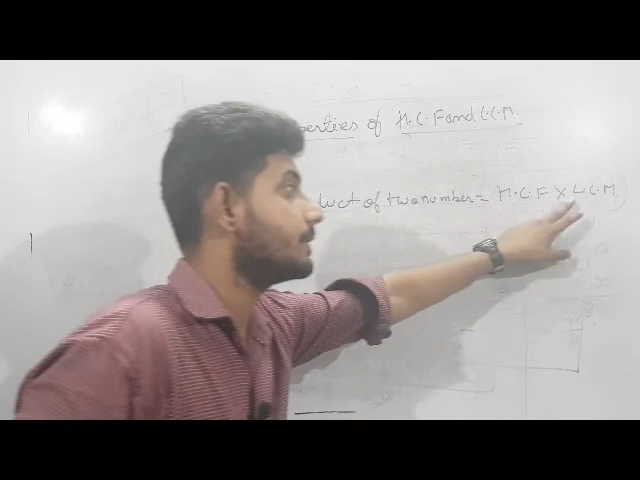 perties of H.C.F and L.C.M.
duct of two number = H.C.F X L.C.M